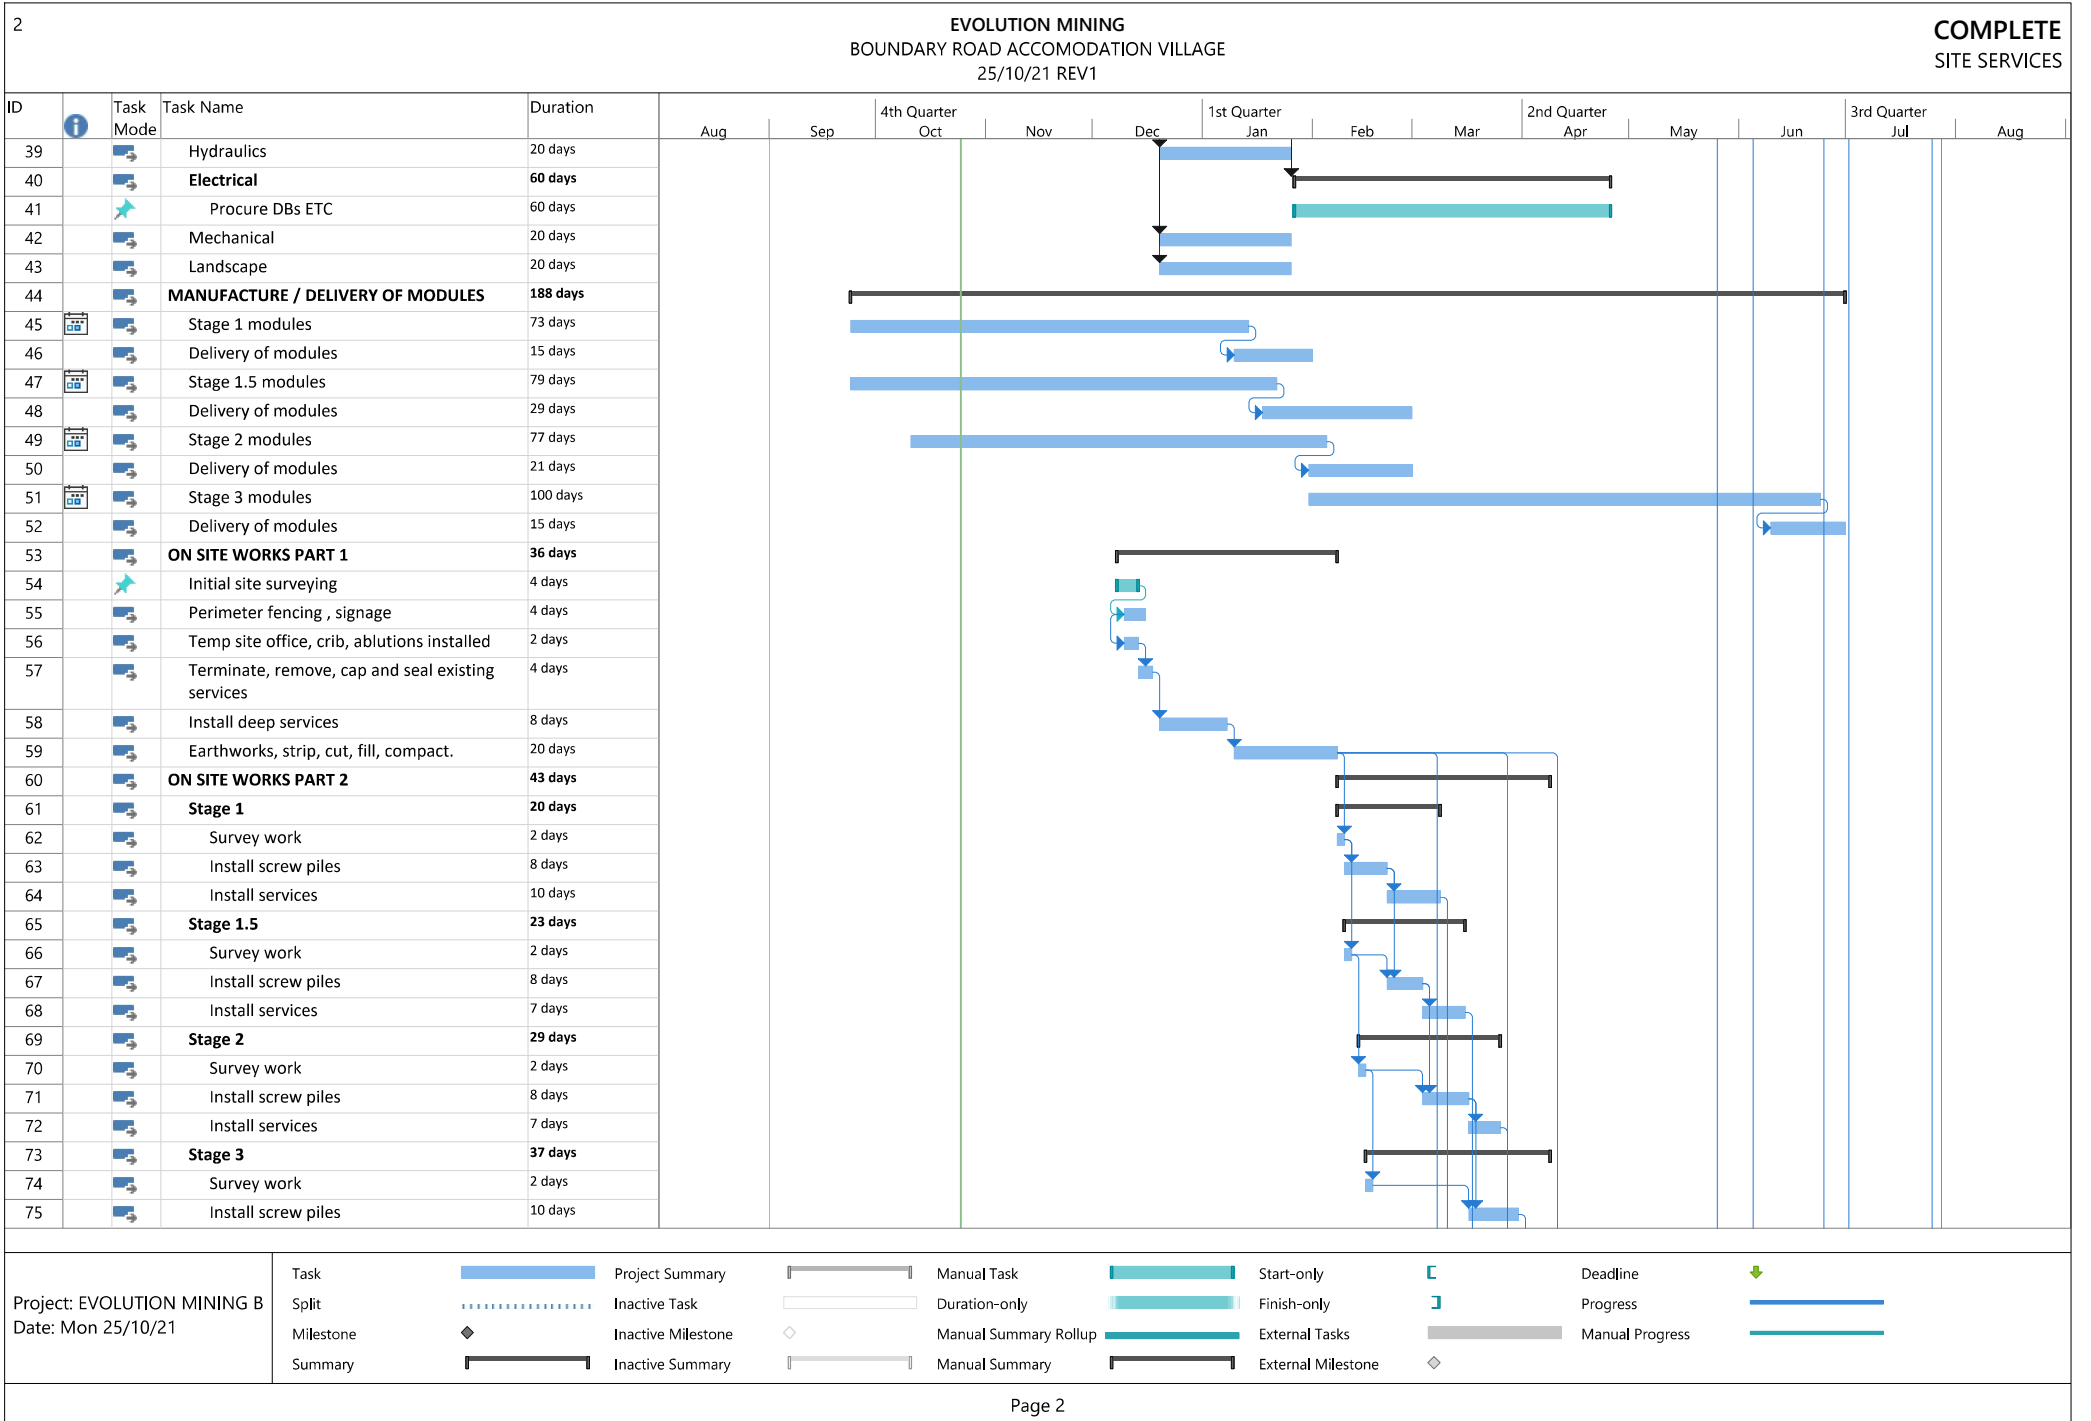 2
EVOLUTION MINING
BOUNDARY ROAD ACCOMODATION VILLAGE
25/10/21 REV1
COMPLETE
SITE SERVICES
ID Task Mode Task Name Duration
4th Quarter 1st Quarter 2nd Quarter 3rd Quarter
Aug Sep Oct Nov Dec Jan Feb Mar Apr May Jun Jul Aug
39 Hydraulics 20 days
40 Electrical 60 days
41 Procure DBs ETC 60 days
42 Mechanical 20 days
43 Landscape 20 days
44 MANUFACTURE / DELIVERY OF MODULES 188 days
45 Stage 1 modules 73 days
46 Delivery of modules 15 days
47 Stage 1.5 modules 79 days
48 Delivery of modules 29 days
49 Stage 2 modules 77 days
50 Delivery of modules 21 days
51 Stage 3 modules 100 days
52 Delivery of modules 15 days
53 ON SITE WORKS PART 1 36 days
54 Initial site surveying 4 days
55 Perimeter fencing , signage 4 days
56 Temp site office, crib, ablutions installed 2 days
57 Terminate, remove, cap and seal existing 4 days
services
58 Install deep services 8 days
59 Earthworks, strip, cut, fill, compact. 20 days
60 ON SITE WORKS PART 2 43 days
61 Stage 1 20 days
62 Survey work 2 days
63 Install screw piles 8 days
64 Install services 10 days
65 Stage 1.5 23 days
66 Survey work 2 days
67 Install screw piles 8 days
68 Install services 7 days
69 Stage 2 29 days
70 Survey work 2 days
71 Install screw piles 8 days
72 Install services 7 days
73 Stage 3 37 days
74 Survey work 2 days
75 Install screw piles 10 days
Project: EVOLUTION MINING B
Date: Mon 25/10/21
Task Project Summary Manual Task Start-only Deadline
Split Inactive Task Duration-only Finish-only Progress
Milestone Inactive Milestone Manual Summary Rollup External Tasks Manual Progress
Summary Inactive Summary Manual Summary External Milestone
Page 2